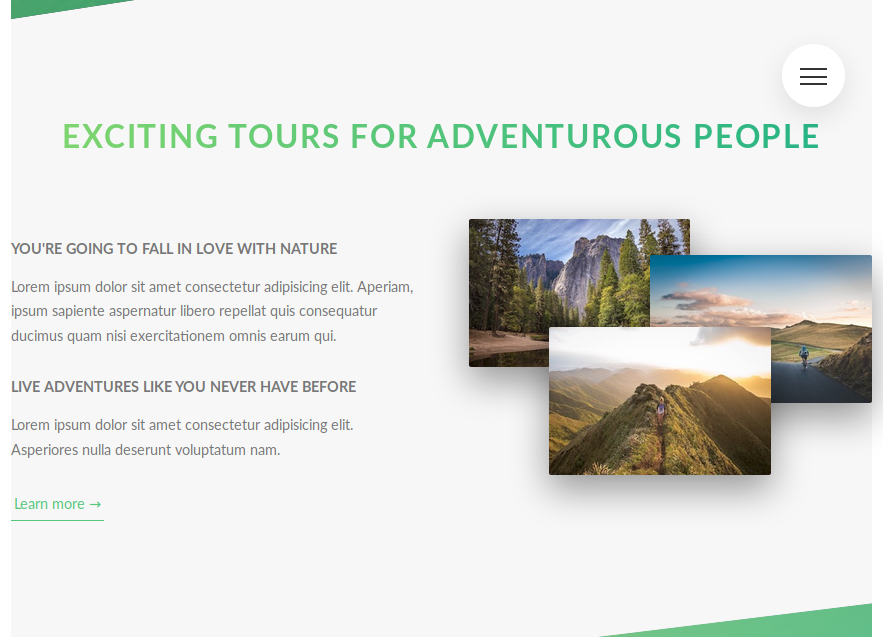 EXCITING TOURS FOR ADVENTUROUS PEOPLE
YOU'RE GOING TO FALL IN LOVE WITH NATURE
Lorem ipsum dolor sit amet consectetur adipisicing elit. Aperiam,
ipsum sapiente aspernatur libero repellat quis consequatur
ducimus quam nisi exercitationem omnis earum qui.
LIVE ADVENTURES LIKE YOU NEVER HAVE BEFORE
Lorem ipsum dolor sit amet consectetur adipisicing elit.
Asperiores nulla deserunt voluptatum nam.
Learn more →